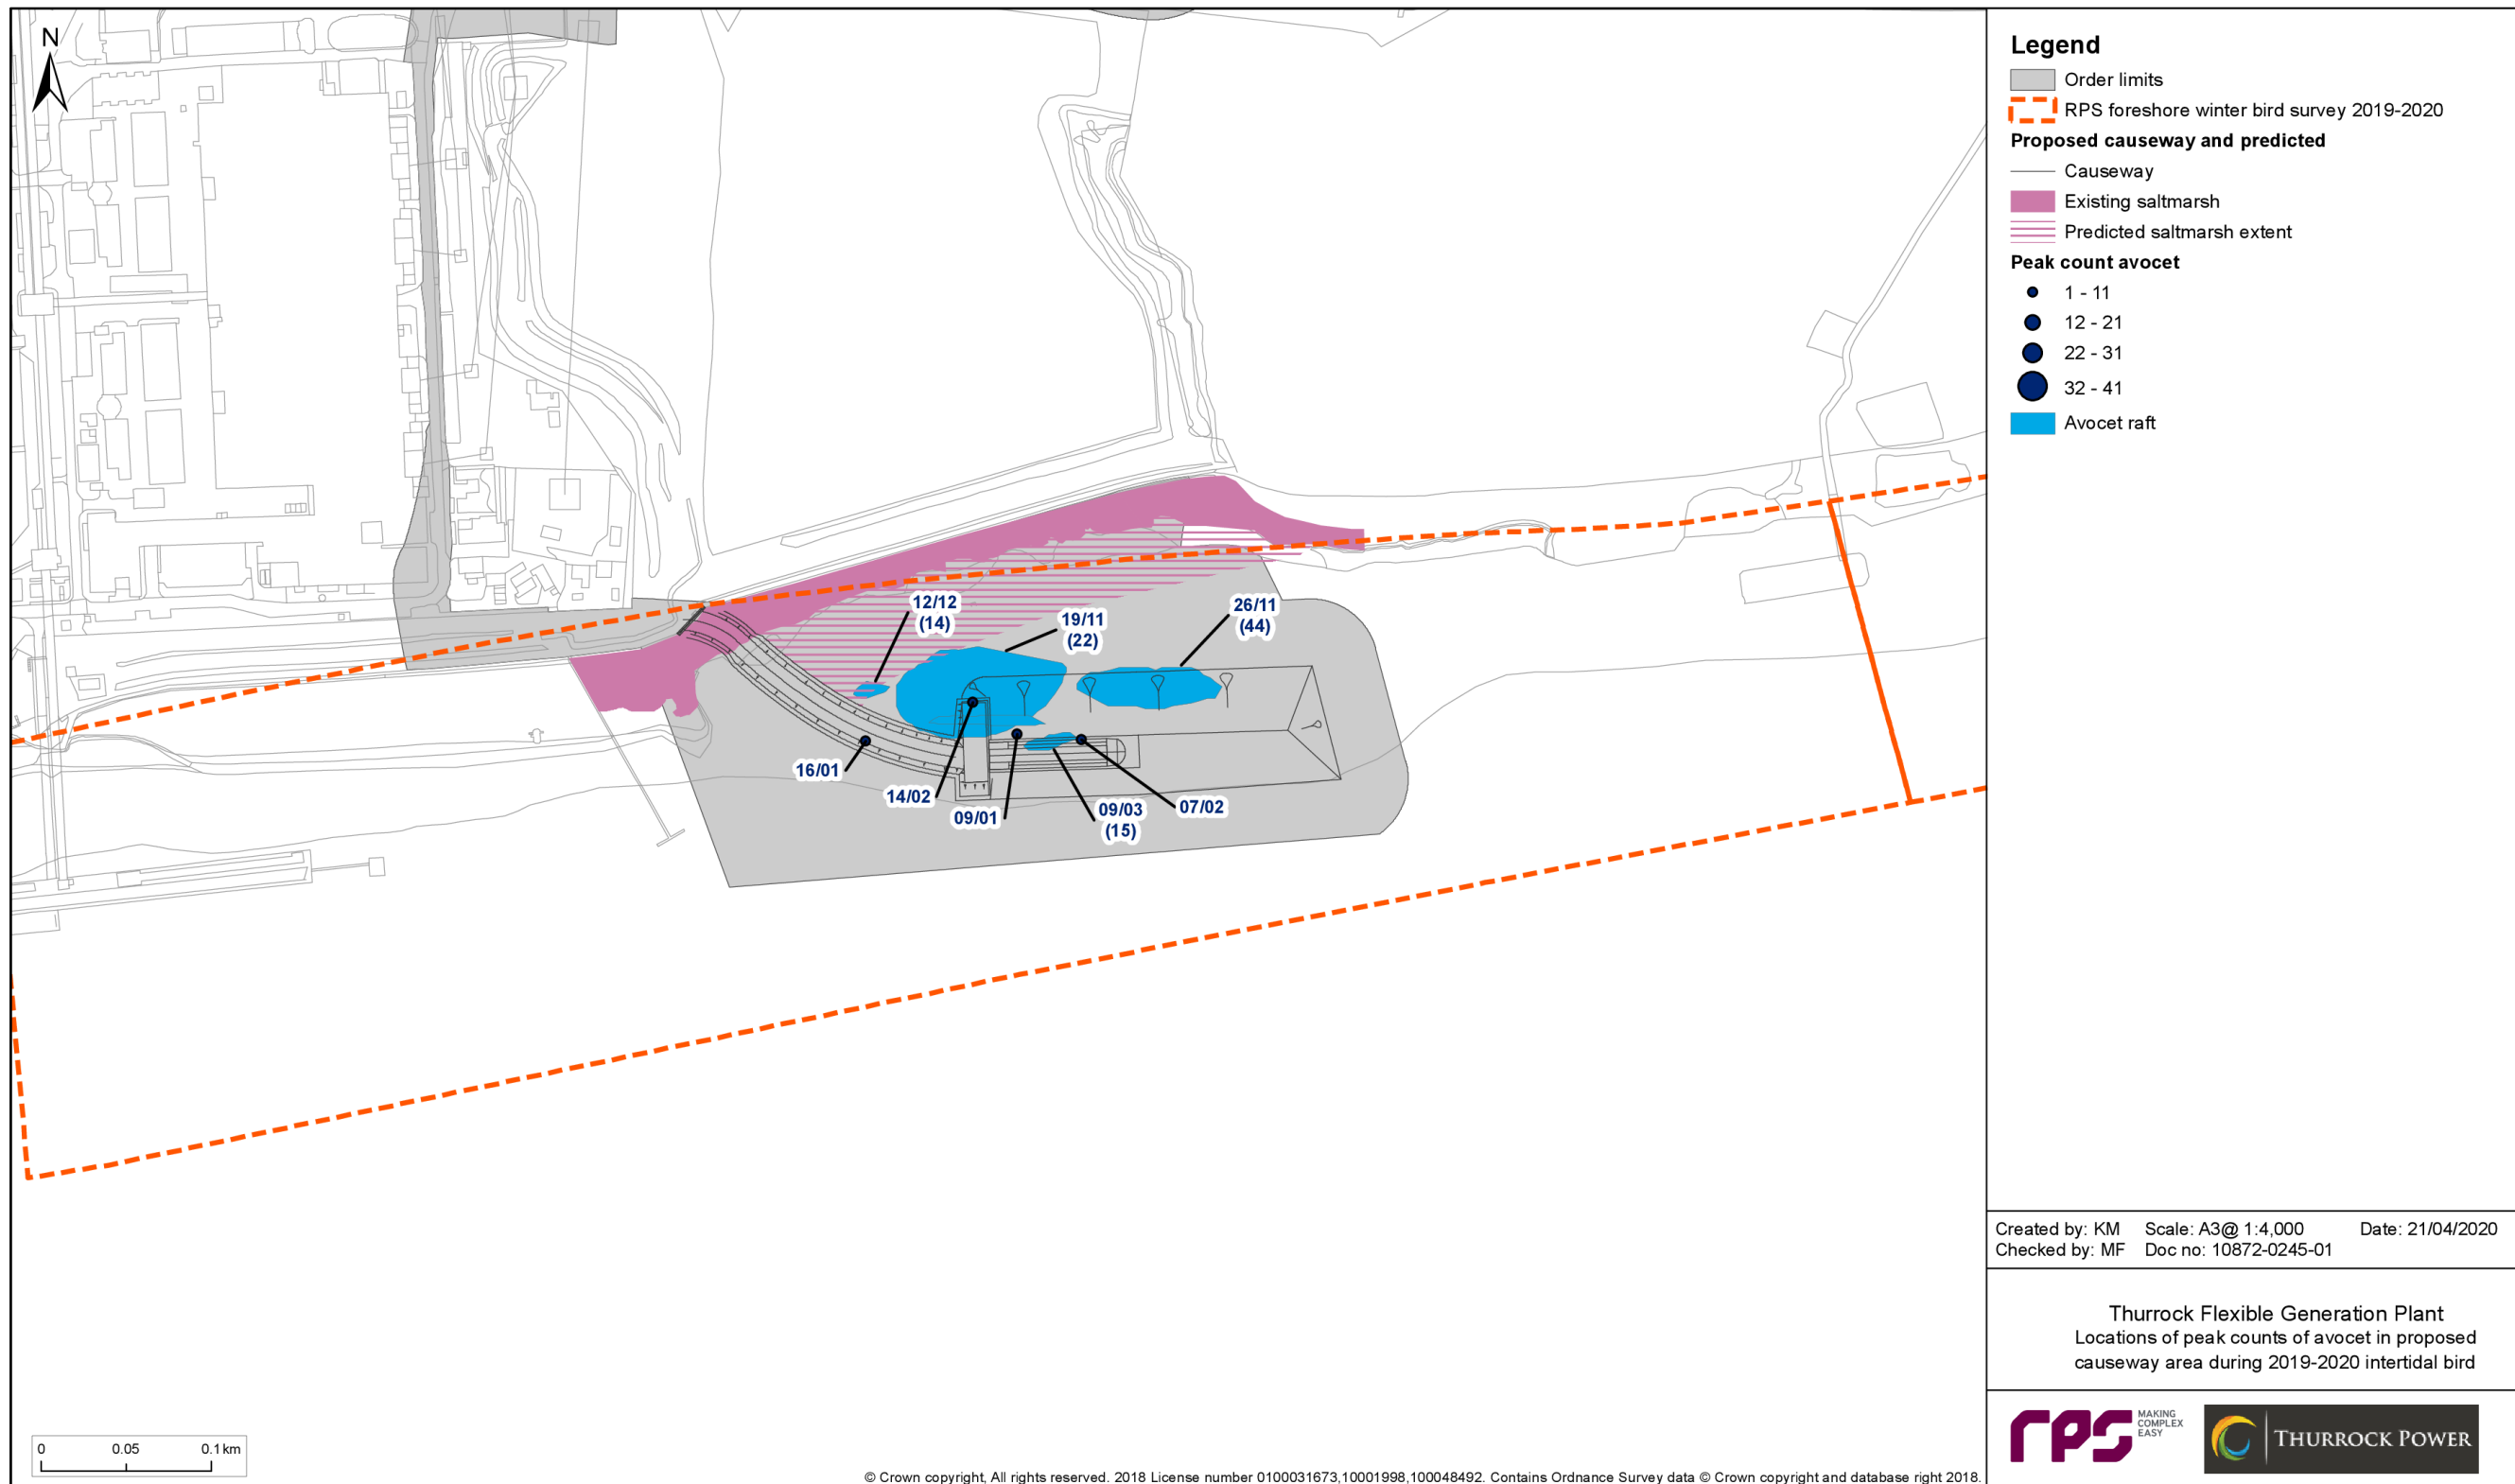 N
12/12
(14)
19/11
(22)
26/11
(44)
16/01
14/02
09/01
09/03
(15)
07/02
0 0.05 0.1 km
© Crown copyright, All rights reserved. 2018 License number 0100031673,10001998,100048492. Contains Ordnance Survey data © Crown copyright and database right 2018.
Legend
Order limits
RPS foreshore winter bird survey 2019-2020
Proposed causeway and predicted
Causeway
Existing saltmarsh
Predicted saltmarsh extent
Peak count avocet
1 - 11
12 - 21
22 - 31
32 - 41
Avocet raft
Created by: KM Scale: A3@ 1:4,000 Date: 21/04/2020
Checked by: MF Doc no: 10872-0245-01
Thurrock Flexible Generation Plant
Locations of peak counts of avocet in proposed
causeway area during 2019-2020 intertidal bird
rps
MAKING
COMPLEX
EASY
THURROCK POWER